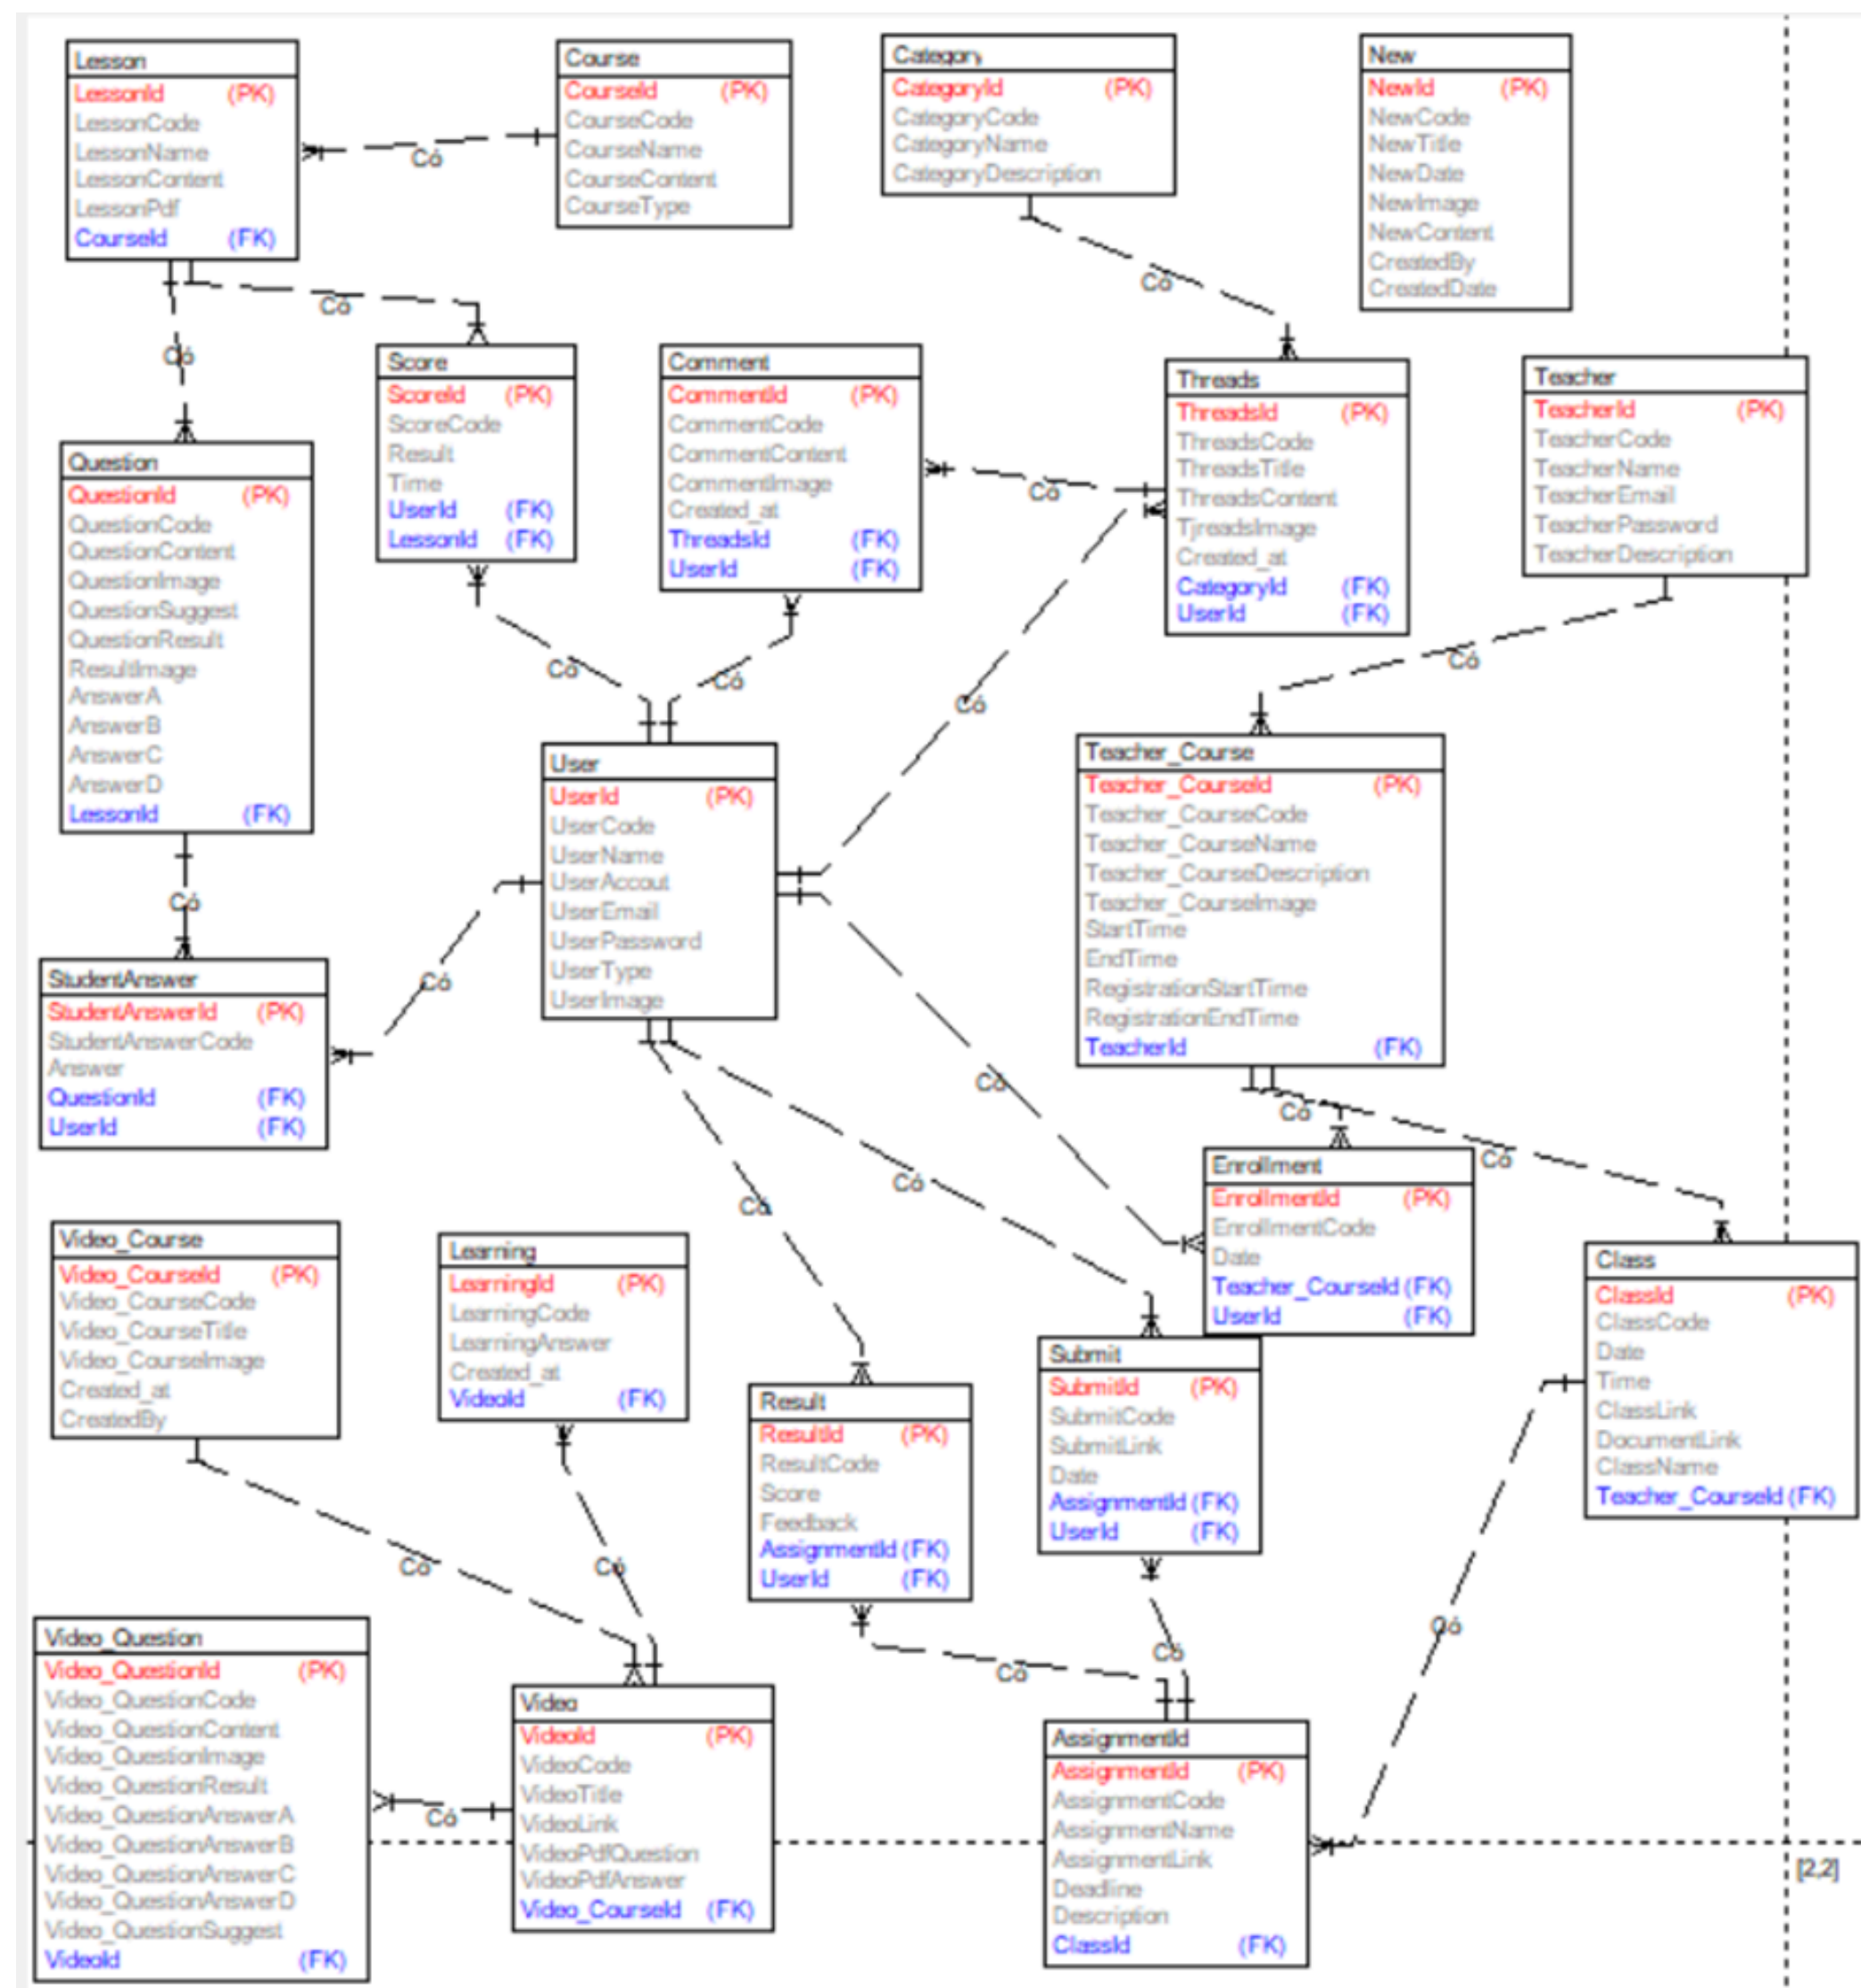 Lesson
LessonId (PK)
LessonCode
LessonName
LessonContent
LessonPdf
CourseId (FK)
Course
CourseId (PK)
CourseCode
CourseName
CourseContent
CourseType
Category
CategoryId (PK)
CategoryCode
CategoryName
CategoryDescription
New
NewId (PK)
NewCode
NewTitle
NewDate
NewImage
NewContent
CreatedBy
CreatedDate
Có
Có
Có
Có
Score
ScoreId (PK)
ScoreCode
Result
Time
UserId (FK)
LessonId (FK)
Comment
CommentId (PK)
CommentCode
CommentContent
CommentImage
Created_at
ThreadsId (FK)
UserId (FK)
Threads
ThreadsId (PK)
ThreadsCode
ThreadsTitle
ThreadsContent
TjreadsImage
Created_at
CategoryId (FK)
UserId (FK)
Teacher
TeacherId (PK)
TeacherCode
TeacherName
TeacherEmail
TeacherPassword
TeacherDescription
Có
Question
QuestionId (PK)
QuestionCode
QuestionContent
QuestionImage
QuestionSuggest
QuestionResult
ResultImage
AnswerA
AnswerB
AnswerC
AnswerD
LessonId (FK)
Có
Có
Có
Có
User
UserId (PK)
UserCode
UserName
UserAccout
UserEmail
UserPassword
UserType
UserImage
Teacher_Course
Teacher_CourseId (PK)
Teacher_CourseCode
Teacher_CourseName
Teacher_CourseDescription
Teacher_CourseImage
StartTime
EndTime
RegistrationStartTime
RegistrationEndTime
TeacherId (FK)
Có
Có
Có
Có
Có
Có
Có
StudentAnswer
StudentAnswerId (PK)
StudentAnswerCode
Answer
QuestionId (FK)
UserId (FK)
Enrollment
EnrollmentId (PK)
EnrollmentCode
Date
Teacher_CourseId (FK)
UserId (FK)
Video_Course
Video_CourseId (PK)
Video_CourseCode
Video_CourseTitle
Video_CourseImage
Created_at
CreatedBy
Learning
LearningId (PK)
LearningCode
LearningAnswer
Created_at
VideoId (FK)
Class
ClassId (PK)
ClassCode
Date
Time
ClassLink
DocumentLink
ClassName
Teacher_CourseId (FK)
Result
ResultId (PK)
ResultCode
Score
Feedback
AssignmentId (FK)
UserId (FK)
Submit
SubmitId (PK)
SubmitCode
SubmitLink
Date
AssignmentId (FK)
UserId (FK)
Có
Có
Có
Có
Có
Video_Question
Video_QuestionId (PK)
Video_QuestionCode
Video_QuestionContent
Video_QuestionImage
Video_QuestionResult
Video_QuestionAnswerA
Video_QuestionAnswerB
Video_QuestionAnswerC
Video_QuestionAnswerD
Video_QuestionSuggest
VideoId (FK)
Có
Video
VideoId (PK)
VideoCode
VideoTitle
VideoLink
VideoPdfQuestion
VideoPdfAnswer
Video_CourseId (FK)
AssignmentId
AssignmentId (PK)
AssignmentCode
AssignmentName
AssignmentLink
Deadline
Description
ClassId (FK)
[2,2]